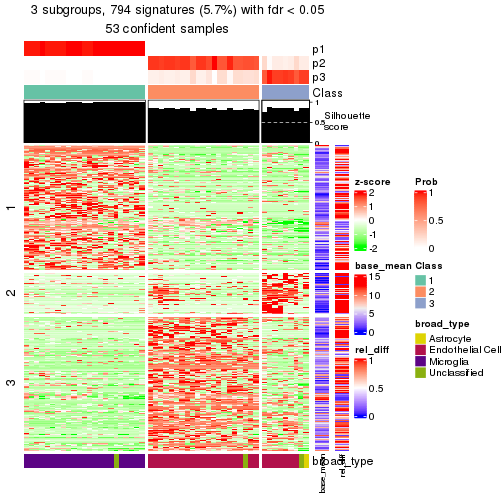 3 subgroups, 794 signatures (5.7%) with fdr < 0.05
53 confident samples
p1
p2
p3
Class
1
0.5
0
Silhouette
score
1
2
3
z-score
2
1
0
-1
-2
Prob
1
0.5
0
base_mean
15
10
5
0
Class
1
2
3
rel_diff
1
0.5
0
broad_type
Astrocyte
Endothelial Cell
Microglia
Unclassified
broad_type
base_mean
rel_diff